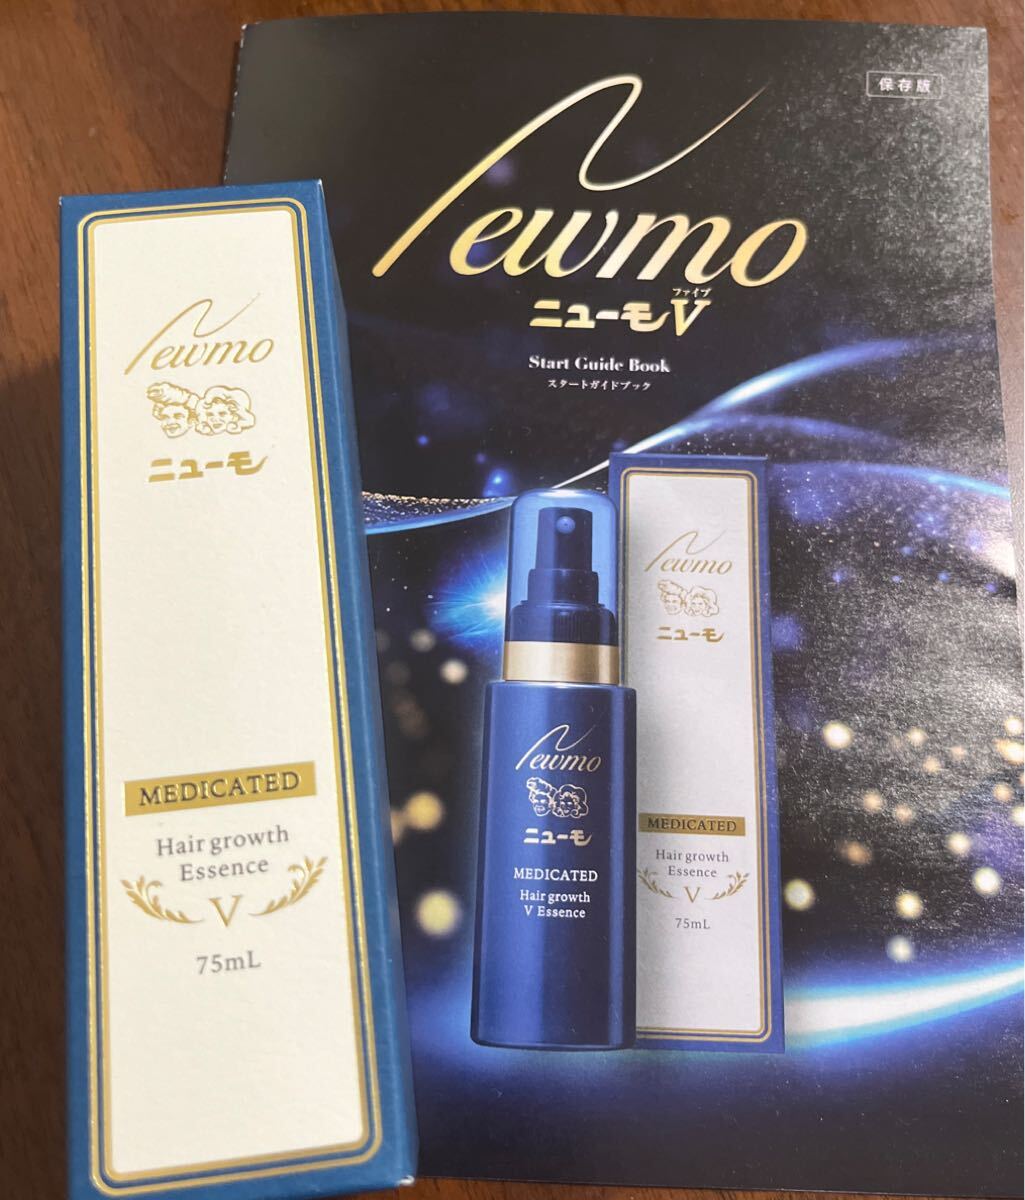 Newmo
ニューモ
MEDICATED
Hair growth
Essence
V
75mL
保存版
Newmo
ファイブ
ニューモV
Start Guide Book
スタートガイドブック
Newmo
ニューモ
MEDICATED
Hair growth
V Essence
Newmo
ニューモ
MEDICATED
Hair growth
Essence
V
75mL